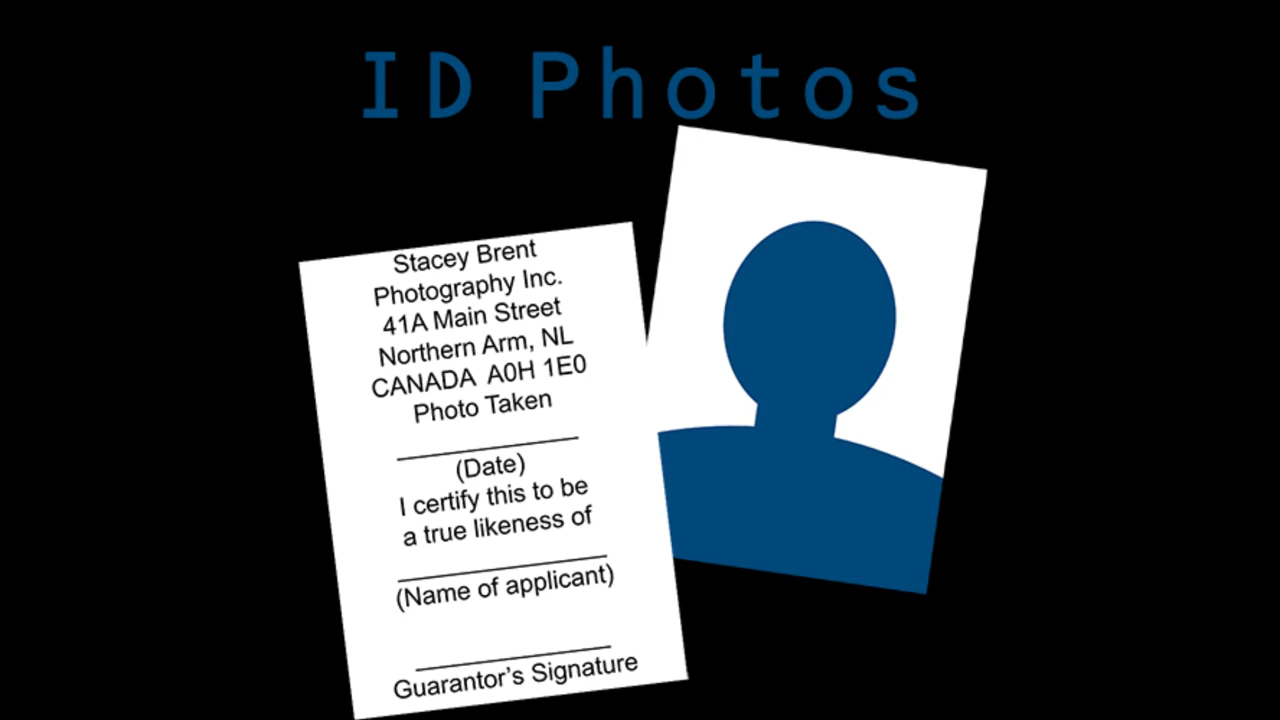 ID Photos
Stacey Brent
Photography Inc.
41A Main Street
Northern Arm, NL
CANADA  A0H 1E0
Photo Taken
(Date)
I certify this to be
a true likeness of
(Name of applicant)
Guarantor’s Signature